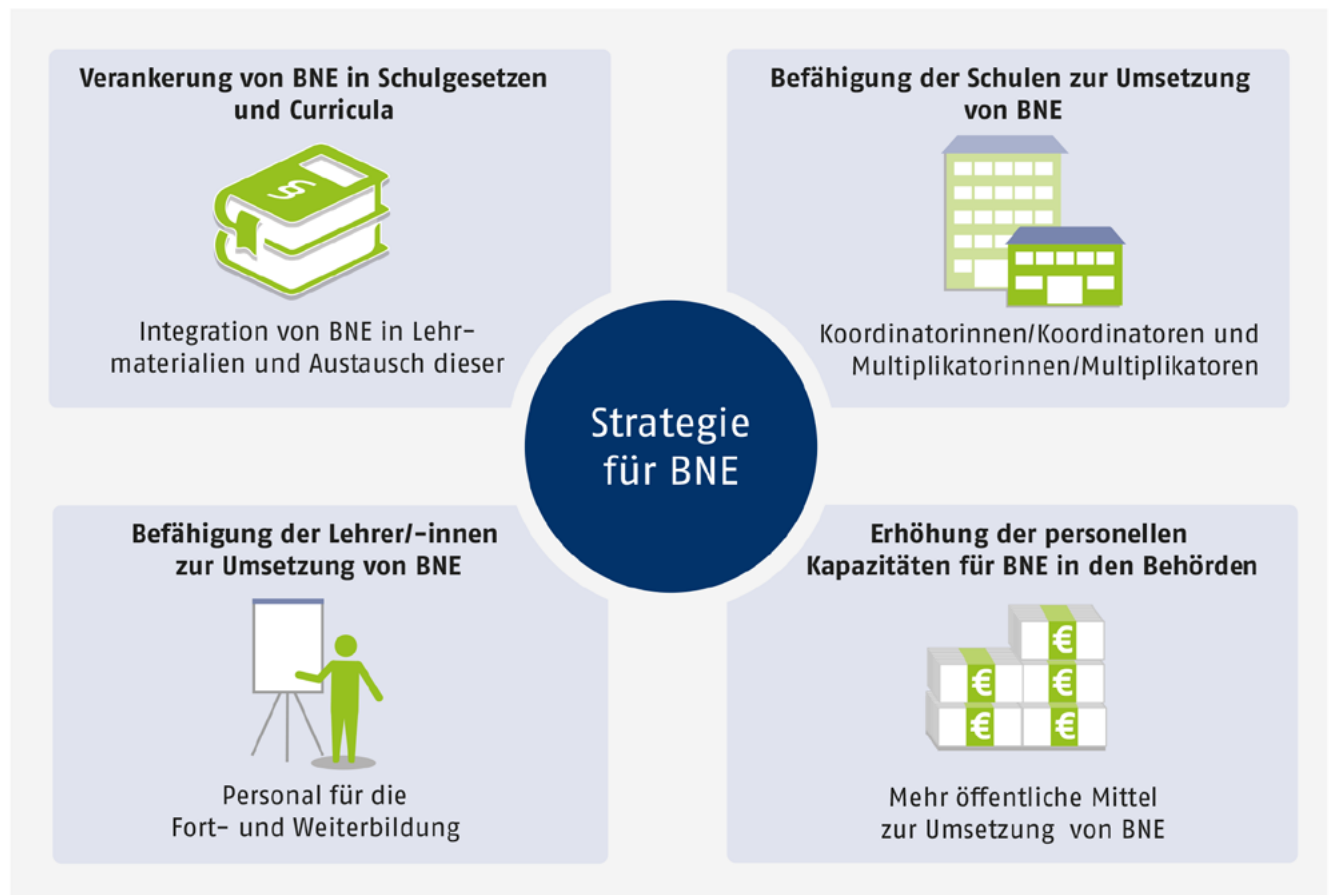 Verankerung von BNE in Schulgesetzen
und Curricula
§
Integration von BNE in Lehr-
materialien und Austausch dieser
Befähigung der Schulen zur Umsetzung
von BNE
Koordinatorinnen/Koordinatoren und
Multiplikatorinnen/Multiplikatoren
Strategie
für BNE
Befähigung der Lehrer/-innen
zur Umsetzung von BNE
Personal für die
Fort- und Weiterbildung
Erhöhung der personellen
Kapazitäten für BNE in den Behörden
€
€ €
€ €
Mehr öffentliche Mittel
zur Umsetzung von BNE